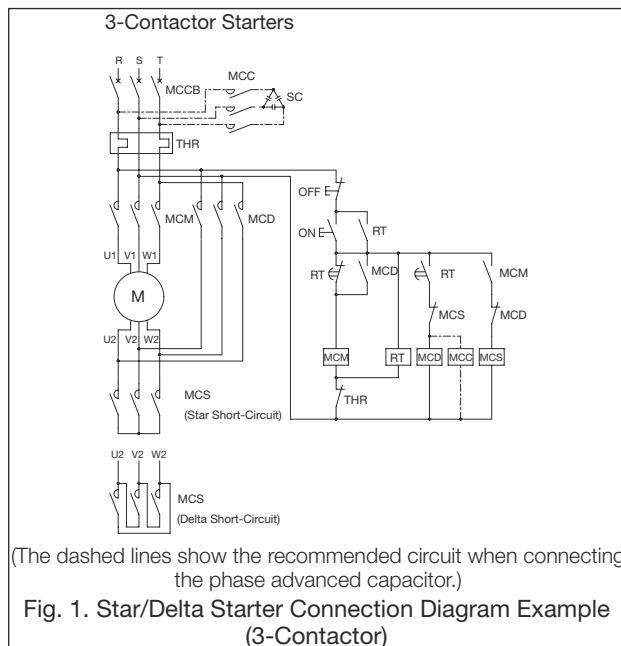 3-Contactor Starters
R S T
MCCB
MCC
SC
THR
OFF
MCM
MCD
ON
RT
U1 V1 W1
RT
MCD
RT
MCM
M
MCS
MCD
U2 V2 W2
MCM
RT
MCD
MCC
MCS
MCS
(Star Short-Circuit)
THR
U2 V2 W2
MCS
(Delta Short-Circuit)
(The dashed lines show the recommended circuit when connecting
the phase advanced capacitor.)
Fig. 1. Star/Delta Starter Connection Diagram Example
(3-Contactor)